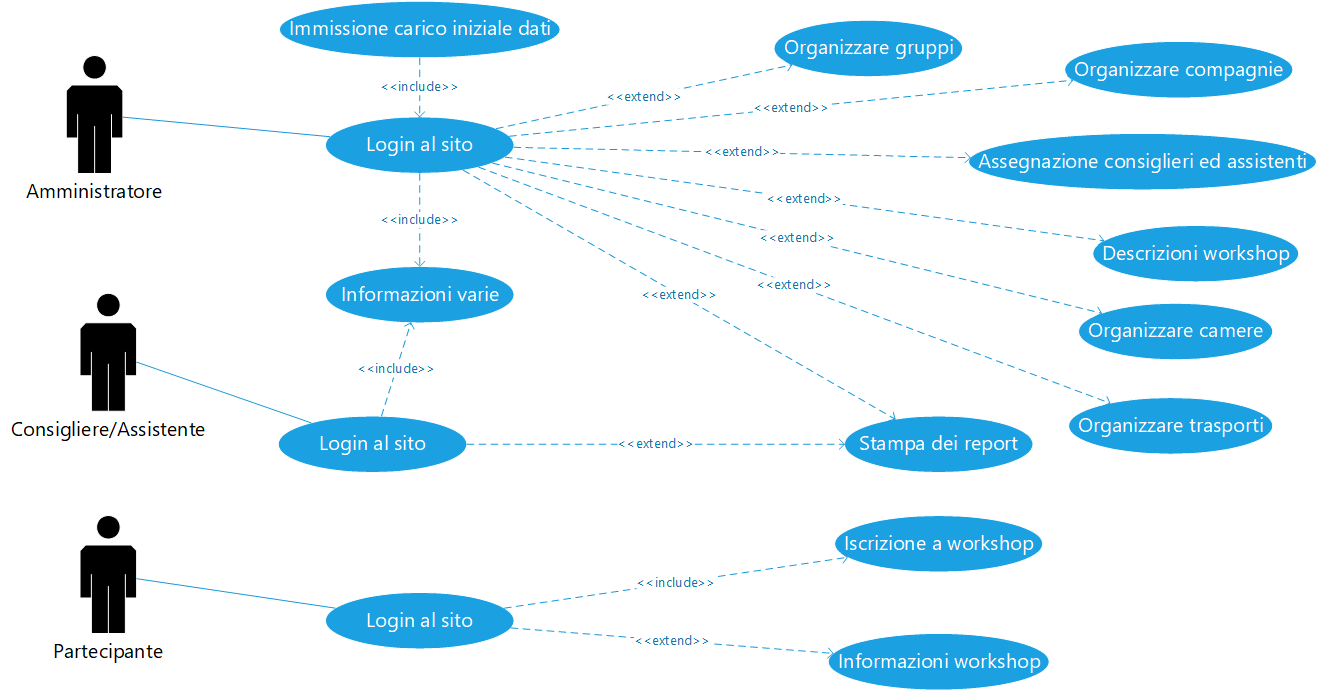 Immissione carico iniziale dati
Organizzare gruppi
Organizzare compagnie
<<include>>
<<extend>>
<<extend>>
Login al sito
<<extend>>
Assegnazione consiglieri ed assistenti
Amministratore
<<include>>
<<extend>>
<<extend>>
Descrizioni workshop
<<extend>>
<<extend>>
Informazioni varie
Organizzare camere
<<include>>
Consigliere/Assistente
Login al sito
<<extend>>
Stampa dei report
Organizzare trasporti
Iscrizione a workshop
<<include>>
Login al sito
<<extend>>
Partecipante
Informazioni workshop